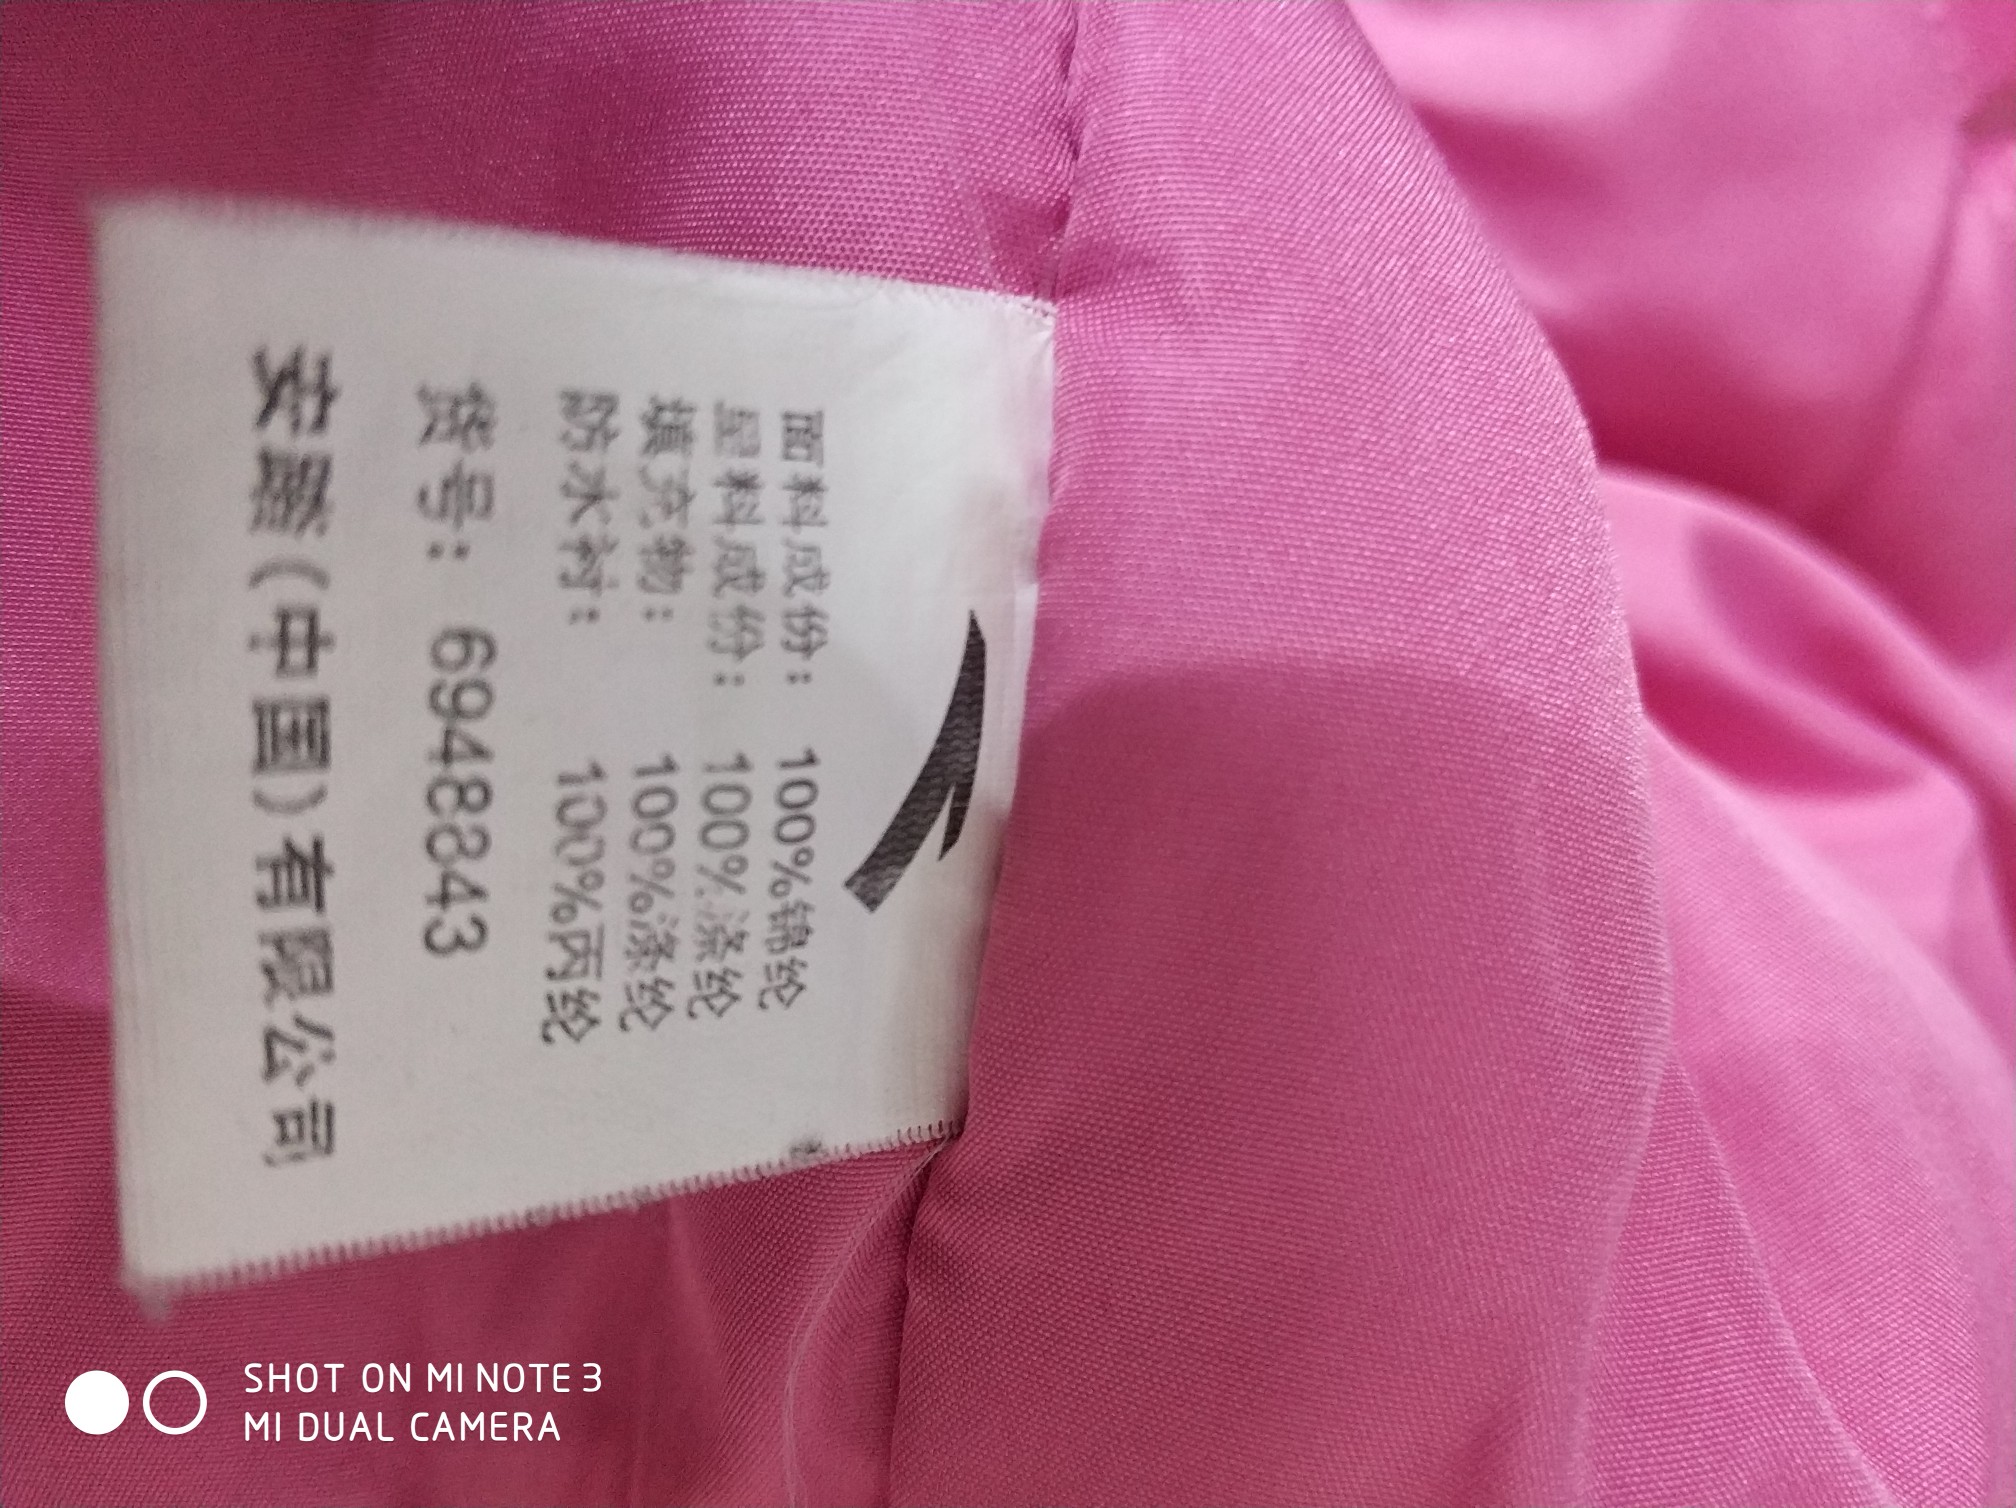 面料成份： 100%锦纶
里料成份： 100%涤纶
填充物： 100%涤纶
防水衬： 100%丙纶
货号：6948843
安踏(中国)有限公司
SHOT ON MI NOTE 3
MI DUAL CAMERA